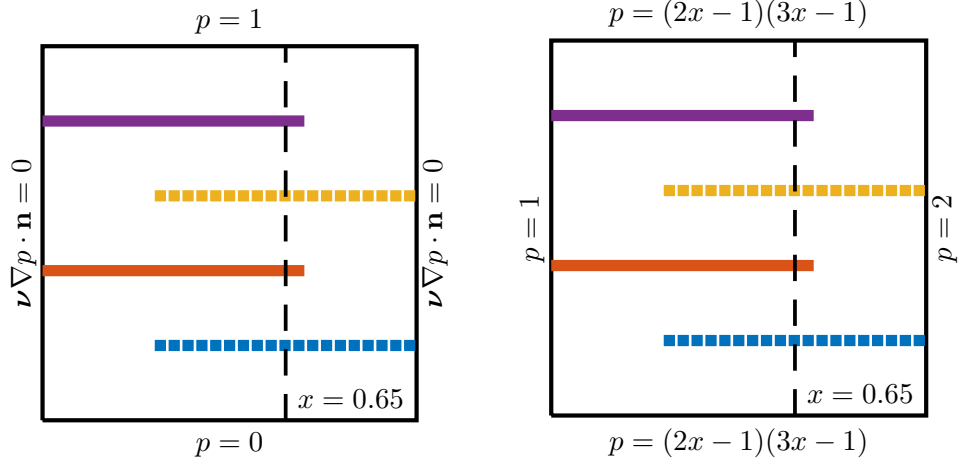 p = 1
𝝂∇p · 𝐧 = 0
𝝂∇p · 𝐧 = 0
x = 0.65
p = 0
p = (2x − 1)(3x − 1)
p = 1
p = 2
x = 0.65
p = (2x − 1)(3x − 1)